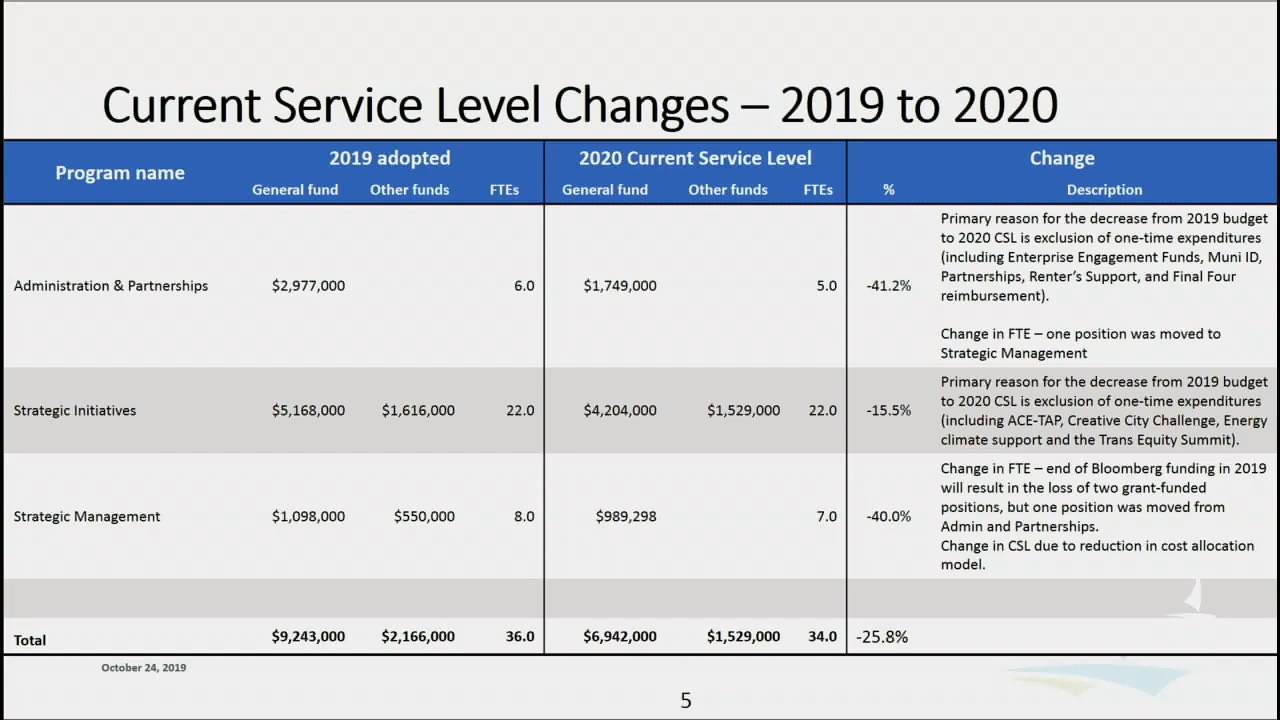 Current Service Level Changes – 2019 to 2020
Program name
2019 adopted
2020 Current Service Level
Change
General fund Other funds FTEs General fund Other funds FTEs % Description
Administration & Partnerships $2,977,000 6.0 $1,749,000 5.0 -41.2%
Primary reason for the decrease from 2019 budget
to 2020 CSL is exclusion of one-time expenditures
(including Enterprise Engagement Funds, Muni ID,
Partnerships, Renter's Support, and Final Four
reimbursement).
Change in FTE – one position was moved to
Strategic Management
Strategic Initiatives $5,168,000 $1,616,000 22.0 $4,204,000 $1,529,000 22.0 -15.5%
Primary reason for the decrease from 2019 budget
to 2020 CSL is exclusion of one-time expenditures
(including ACE-TAP, Creative City Challenge, Energy
climate support and the Trans Equity Summit).
Strategic Management $1,098,000 $550,000 8.0 $989,298 7.0 -40.0%
Change in FTE – end of Bloomberg funding in 2019
will result in the loss of two grant-funded
positions, but one position was moved from
Admin and Partnerships.
Change in CSL due to reduction in cost allocation
model.
Total $9,243,000 $2,166,000 36.0 $6,942,000 $1,529,000 34.0 -25.8%
October 24, 2019
5